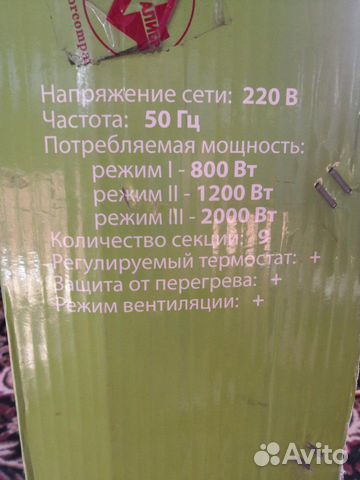 Напряжение сети: 220 В
Частота: 50 Гц
Потребляемая мощность:
режим I - 800 Вт
режим II - 1200 Вт
режим III - 2000 Вт
Количество секций: 9
Регулируемый термостат: +
Защита от перегрева: +
Режим вентиляции: +
Avito